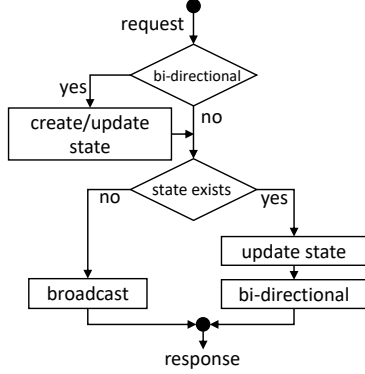 request
bi-directional
yes
no
create/update
state
state exists
no
yes
update state
broadcast
bi-directional
response